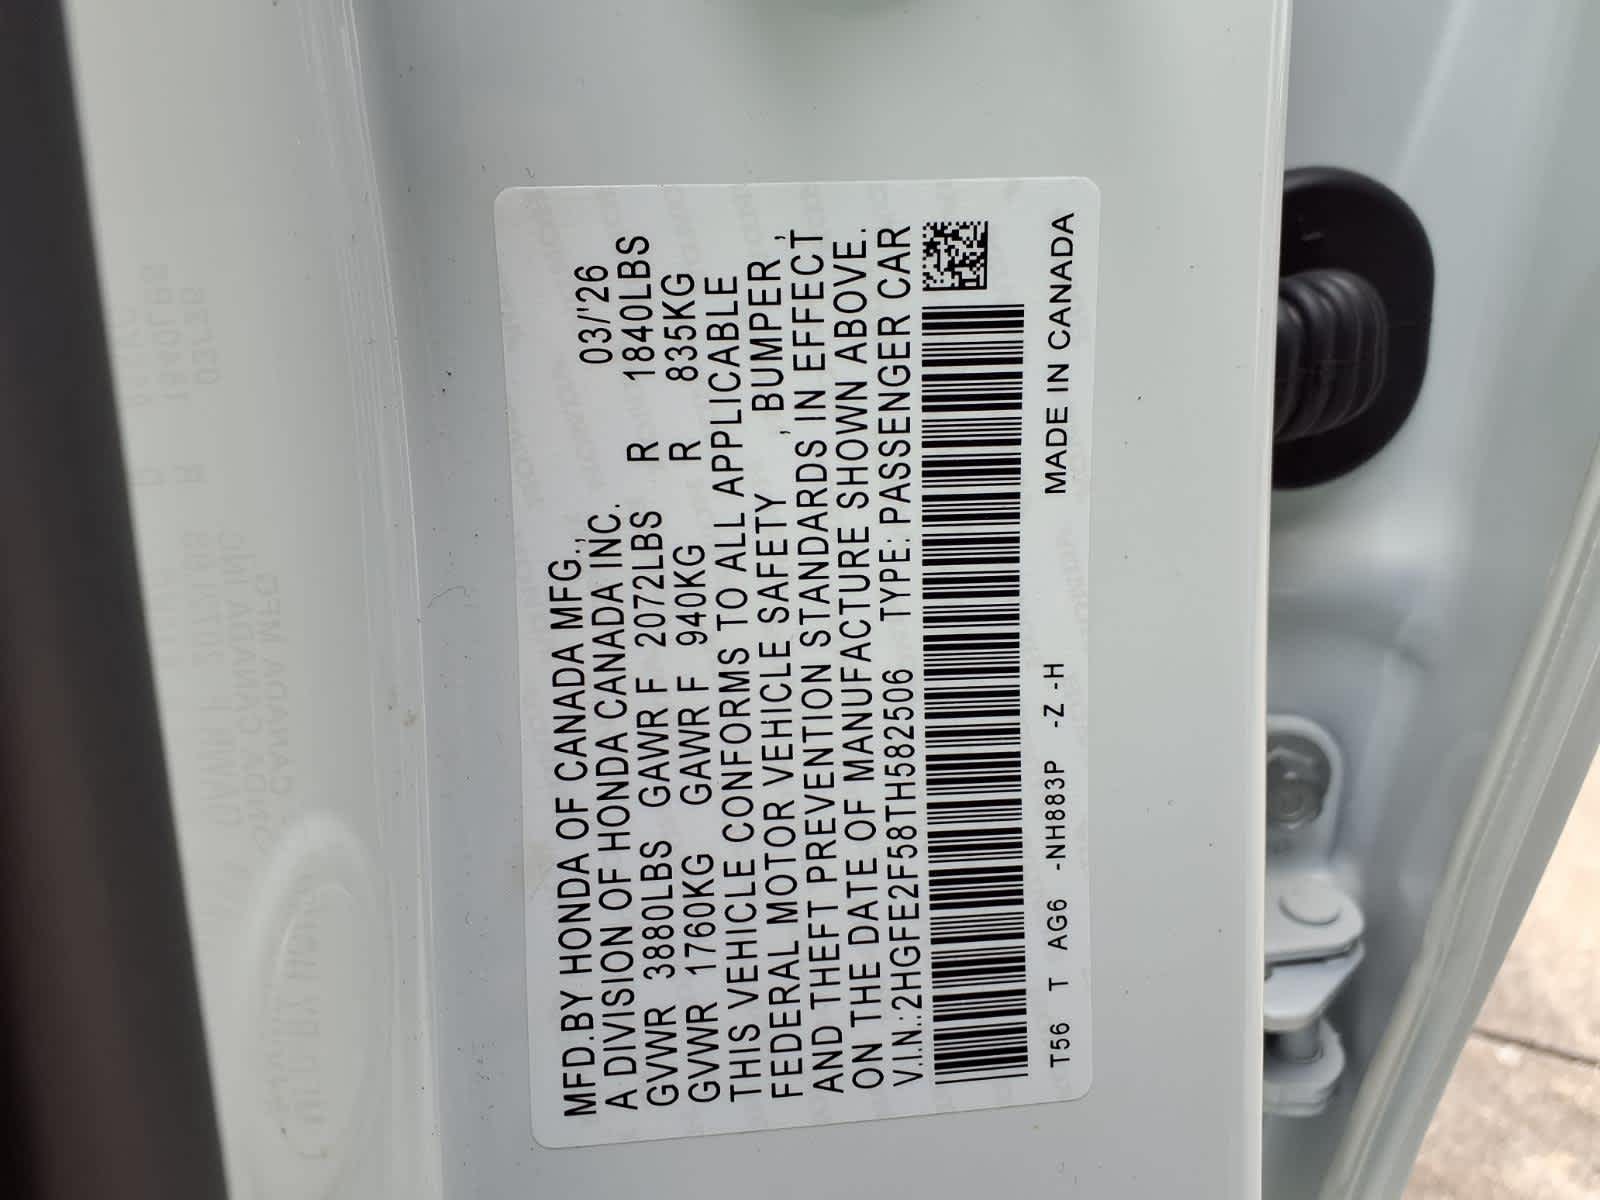 MFD.BY HONDA OF CANADA MFG.,
A DIVISION OF HONDA CANADA INC. 03/'26
GVWR 3880LBS GAWR F 2072LBS R 1840LBS
GVWR 1760KG GAWR F 940KG R 835KG
THIS VEHICLE CONFORMS TO ALL APPLICABLE
FEDERAL MOTOR VEHICLE SAFETY , BUMPER ,
AND THEFT PREVENTION STANDARDS IN EFFECT
ON THE DATE OF MANUFACTURE SHOWN ABOVE.
V.I.N.:2HGFE2F58TH582506 TYPE: PASSENGER CAR
T56 T AG6 -NH883P -Z -H MADE IN CANADA